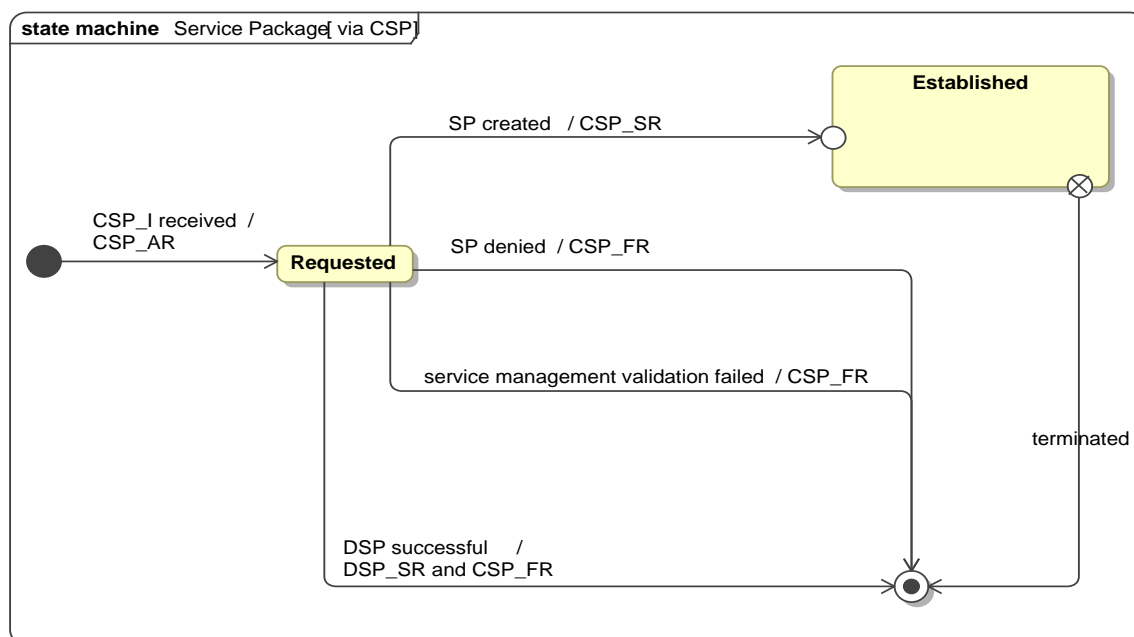 state machine Service Package[ via CSP]
Established
SP created / CSP_SR
CSP_I received /
CSP_AR
SP denied / CSP_FR
Requested
service management validation failed / CSP_FR
terminated
DSP successful /
DSP_SR and CSP_FR